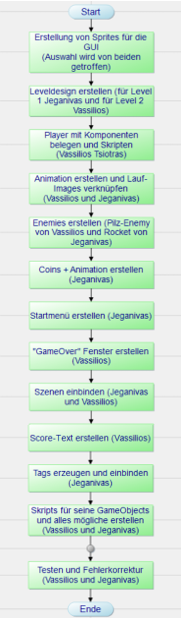 Start
Erstellung von Sprites für die
GUI
(Auswahl wird von beiden
getroffen)
Leveldesign erstellen (für Level
1 Jeganivas und für Level 2
Vassilios)
Player mit Komponenten
belegen und Skripten
(Vassilios Tsiotras)
Animation erstellen und Lauf-
Images verknüpfen
(Vassilios und Jeganivas)
Enemies erstellen (Pilz-Enemy
von Vassilios und Rocket von
Jeganivas)
Coins + Animation erstellen
(Jeganivas)
Startmenü erstellen (Jeganivas)
"GameOver" Fenster erstellen
(Vassilios)
Szenen einbinden (Jeganivas
und Vassilios)
Score-Text erstellen (Vassilios)
Tags erzeugen und einbinden
(Jeganivas)
Skripts für seine GameObjects
und alles mögliche erstellen
(Vassilios und Jeganivas)
Testen und Fehlerkorrektur
(Vassilios und Jeganivas)
Ende